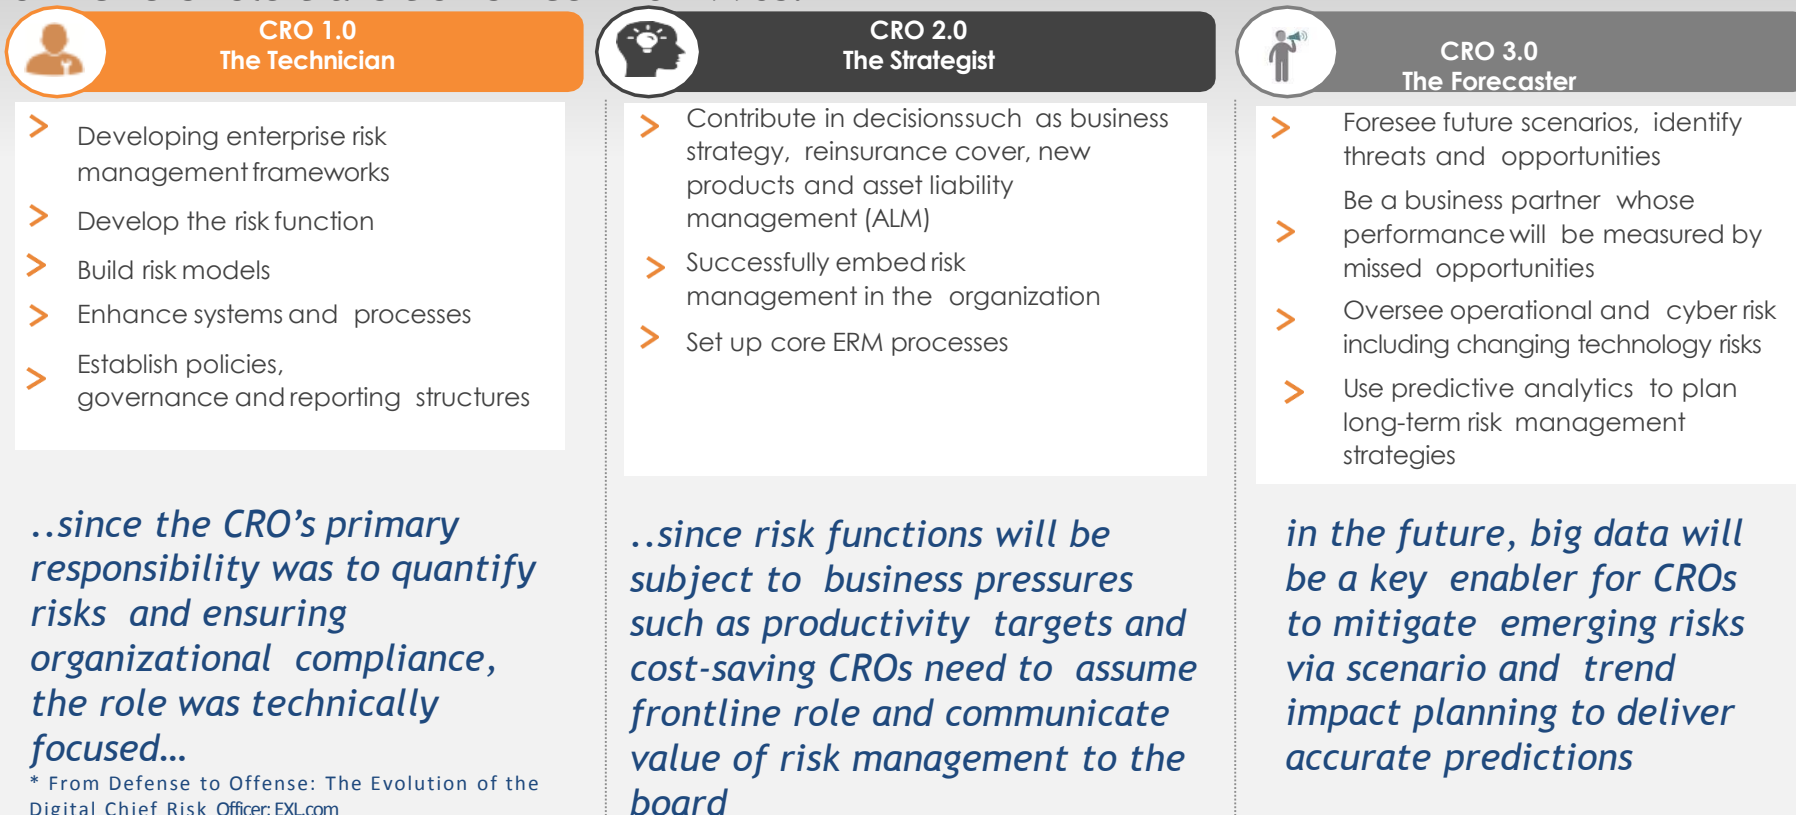 CRO 1.0
The Technician
Developing enterprise risk
management frameworks
Develop the risk function
Build risk models
Enhance systems and processes
Establish policies,
governance and reporting structures
..since the CRO’s primary
responsibility was to quantify
risks and ensuring
organizational compliance,
the role was technically
focused…
* From Defense to Offense: The Evolution of the
Digital Chief Risk Officer: EXL.com
CRO 2.0
The Strategist
Contribute in decisionssuch as business
strategy, reinsurance cover, new
products and asset liability
management (ALM)
Successfully embed risk
management in the organization
Set up core ERM processes
..since risk functions will be
subject to business pressures
such as productivity targets and
cost-saving CROs need to assume
frontline role and communicate
value of risk management to the
board
CRO 3.0
The Forecaster
Foresee future scenarios, identify
threats and opportunities
Be a business partner whose
performance will be measured by
missed opportunities
Oversee operational and cyber risk
including changing technology risks
Use predictive analytics to plan
long-term risk management
strategies
in the future, big data will
be a key enabler for CROs
to mitigate emerging risks
via scenario and trend
impact planning to deliver
accurate predictions